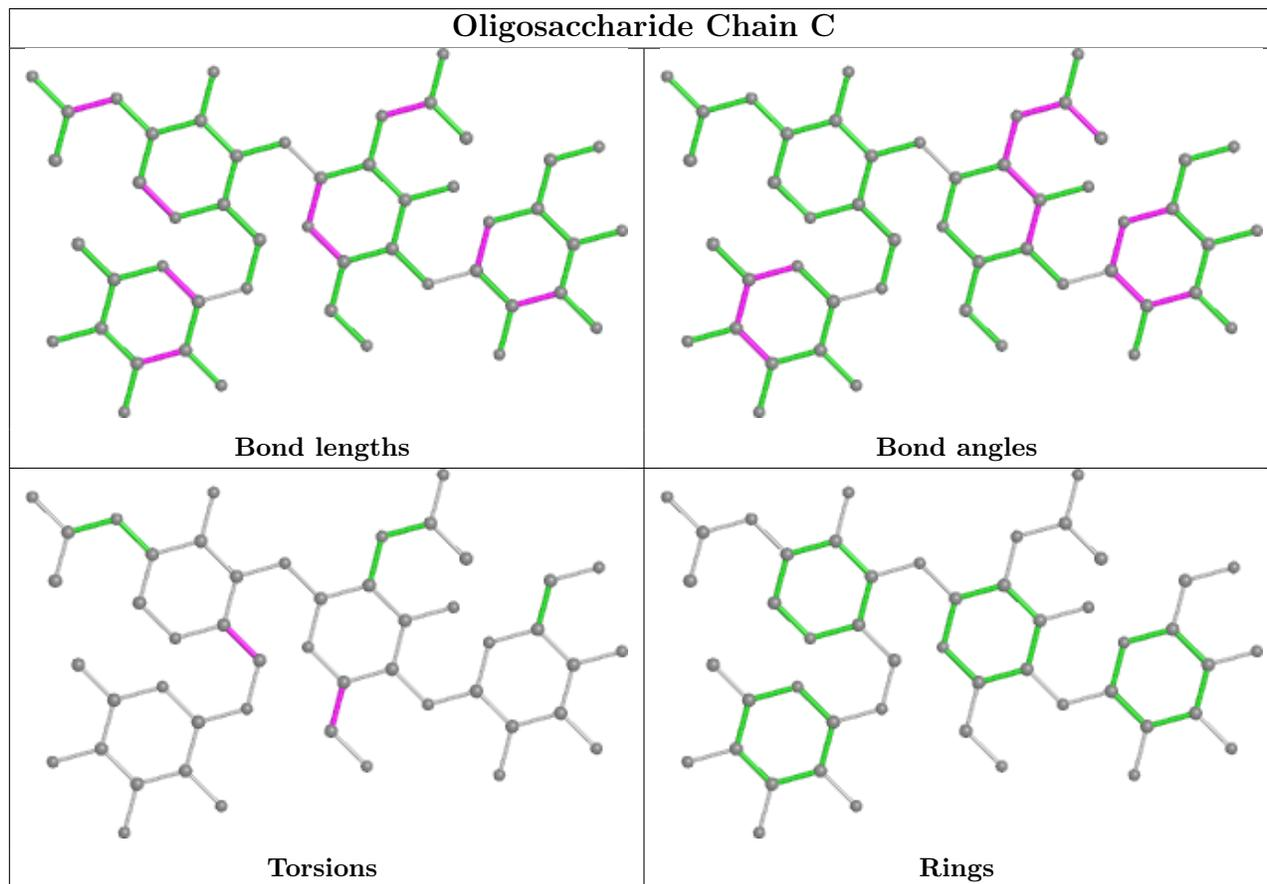 Oligosaccharide Chain C
Bond lengths
Bond angles
Torsions
Rings